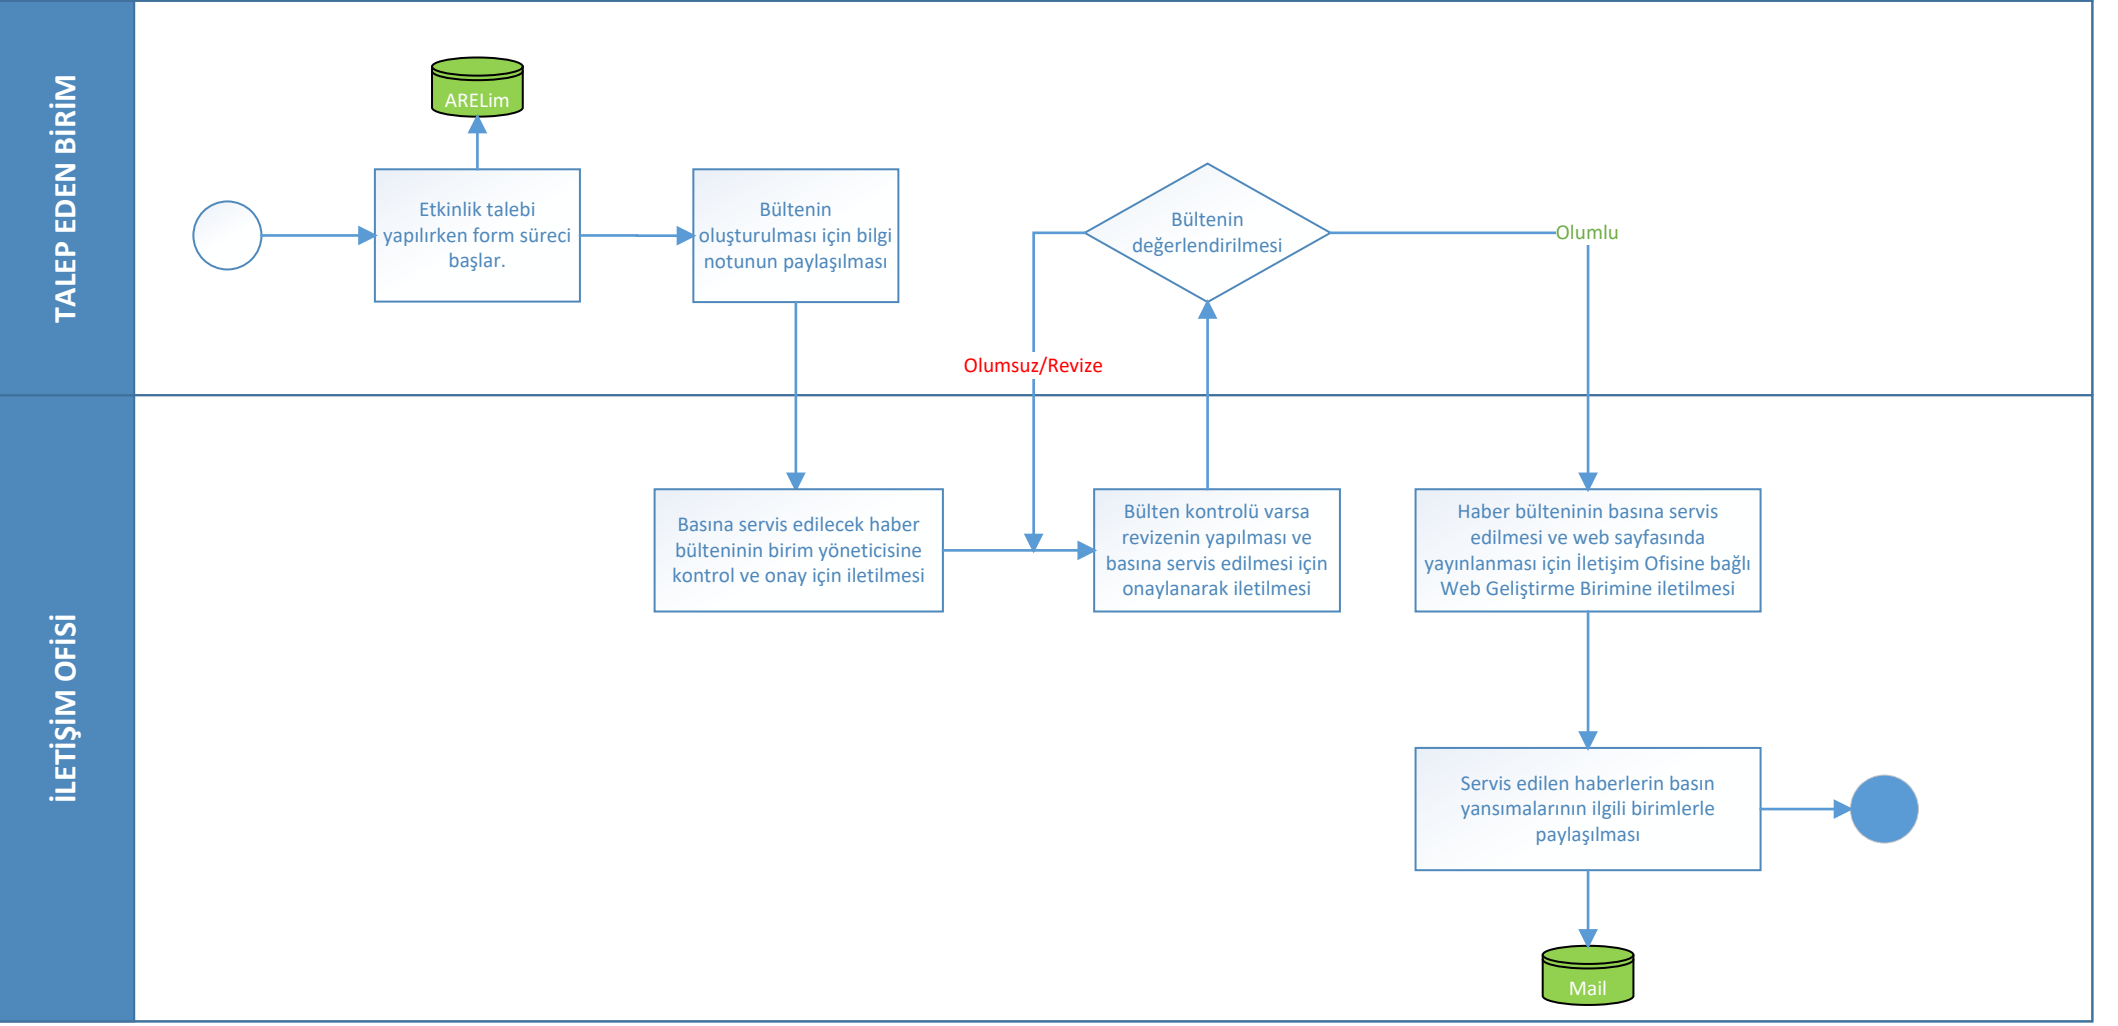 TALEP EDEN BİRİM
ARELim
Etkinlik talebi
yapılırken form süreci
başlar.
Bültenin
oluşturulması için bilgi
notunun paylaşılması
Bültenin
değerlendirilmesi
Olumlu
Olumsuz/Revize
İLETİŞİM OFİSİ
Basına servis edilecek haber
bülteninin birim yöneticisine
kontrol ve onay için iletilmesi
Bülten kontrolü varsa
revizenin yapılması ve
basına servis edilmesi için
onaylanarak iletilmesi
Haber bülteninin basına servis
edilmesi ve web sayfasında
yayınlanması için İletişim Ofisine bağlı
Web Geliştirme Birimine iletilmesi
Servis edilen haberlerin basın
yansımalarının ilgili birimlerle
paylaşılması
Mail